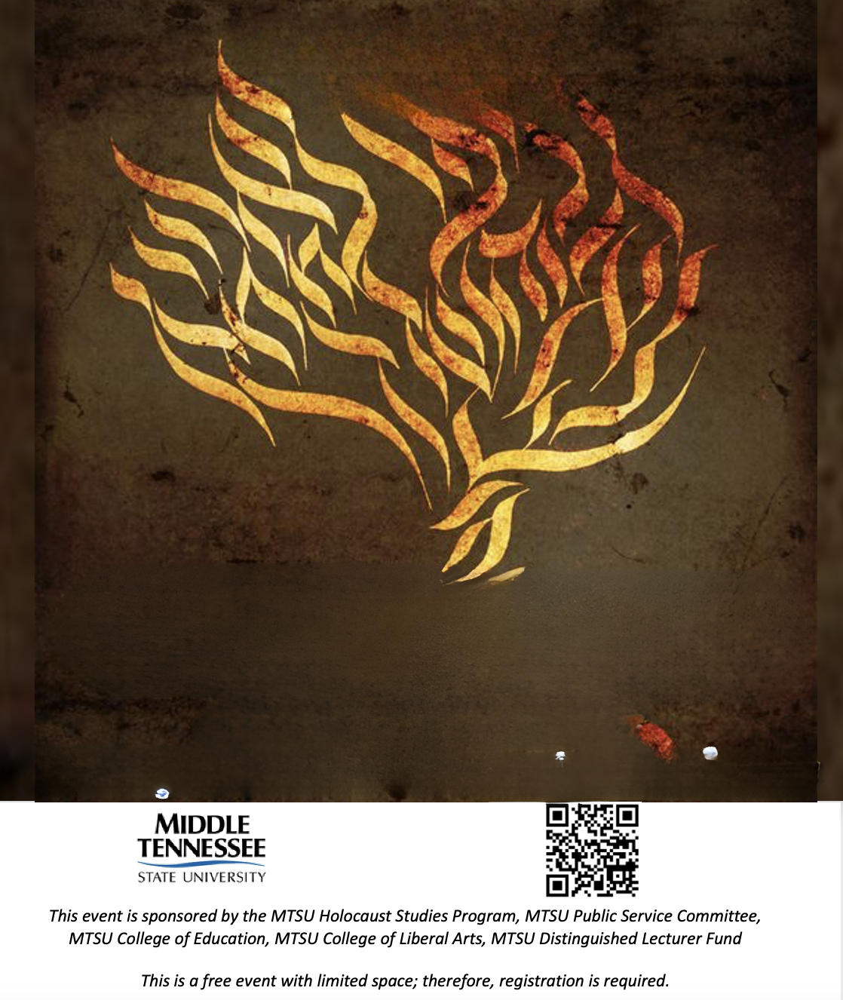 MIDDLE
TENNESSEE
STATE UNIVERSITY
This event is sponsored by the MTSU Holocaust Studies Program, MTSU Public Service Committee,
MTSU College of Education, MTSU College of Liberal Arts, MTSU Distinguished Lecturer Fund
This is a free event with limited space; therefore, registration is required.